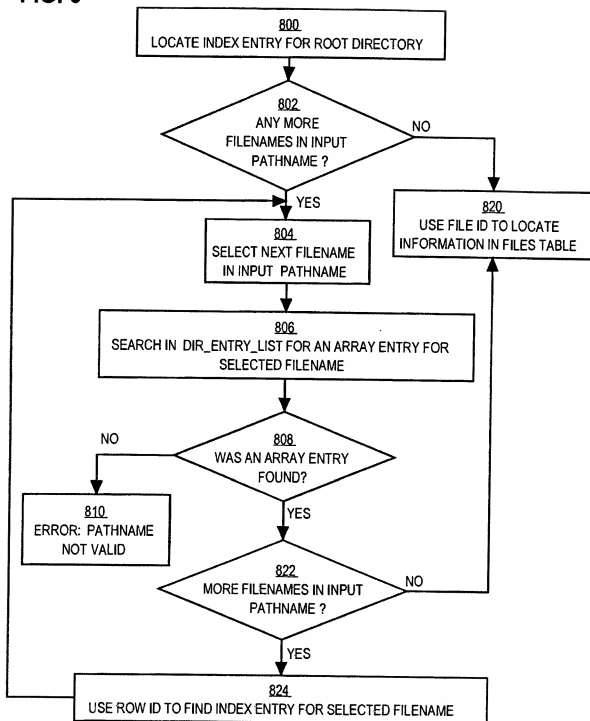 800
LOCATE INDEX ENTRY FOR ROOT DIRECTORY
802
ANY MORE
FILENAMES IN INPUT
PATHNAME ?
NO
YES
820
USE FILE ID TO LOCATE
INFORMATION IN FILES TABLE
804
SELECT NEXT FILENAME
IN INPUT PATHNAME
806
SEARCH IN DIR_ENTRY_LIST FOR AN ARRAY ENTRY FOR
SELECTED FILENAME
808
WAS AN ARRAY ENTRY
FOUND?
NO
YES
810
ERROR: PATHNAME
NOT VALID
822
MORE FILENAMES IN INPUT
PATHNAME ?
NO
YES
824
USE ROW ID TO FIND INDEX ENTRY FOR SELECTED FILENAME